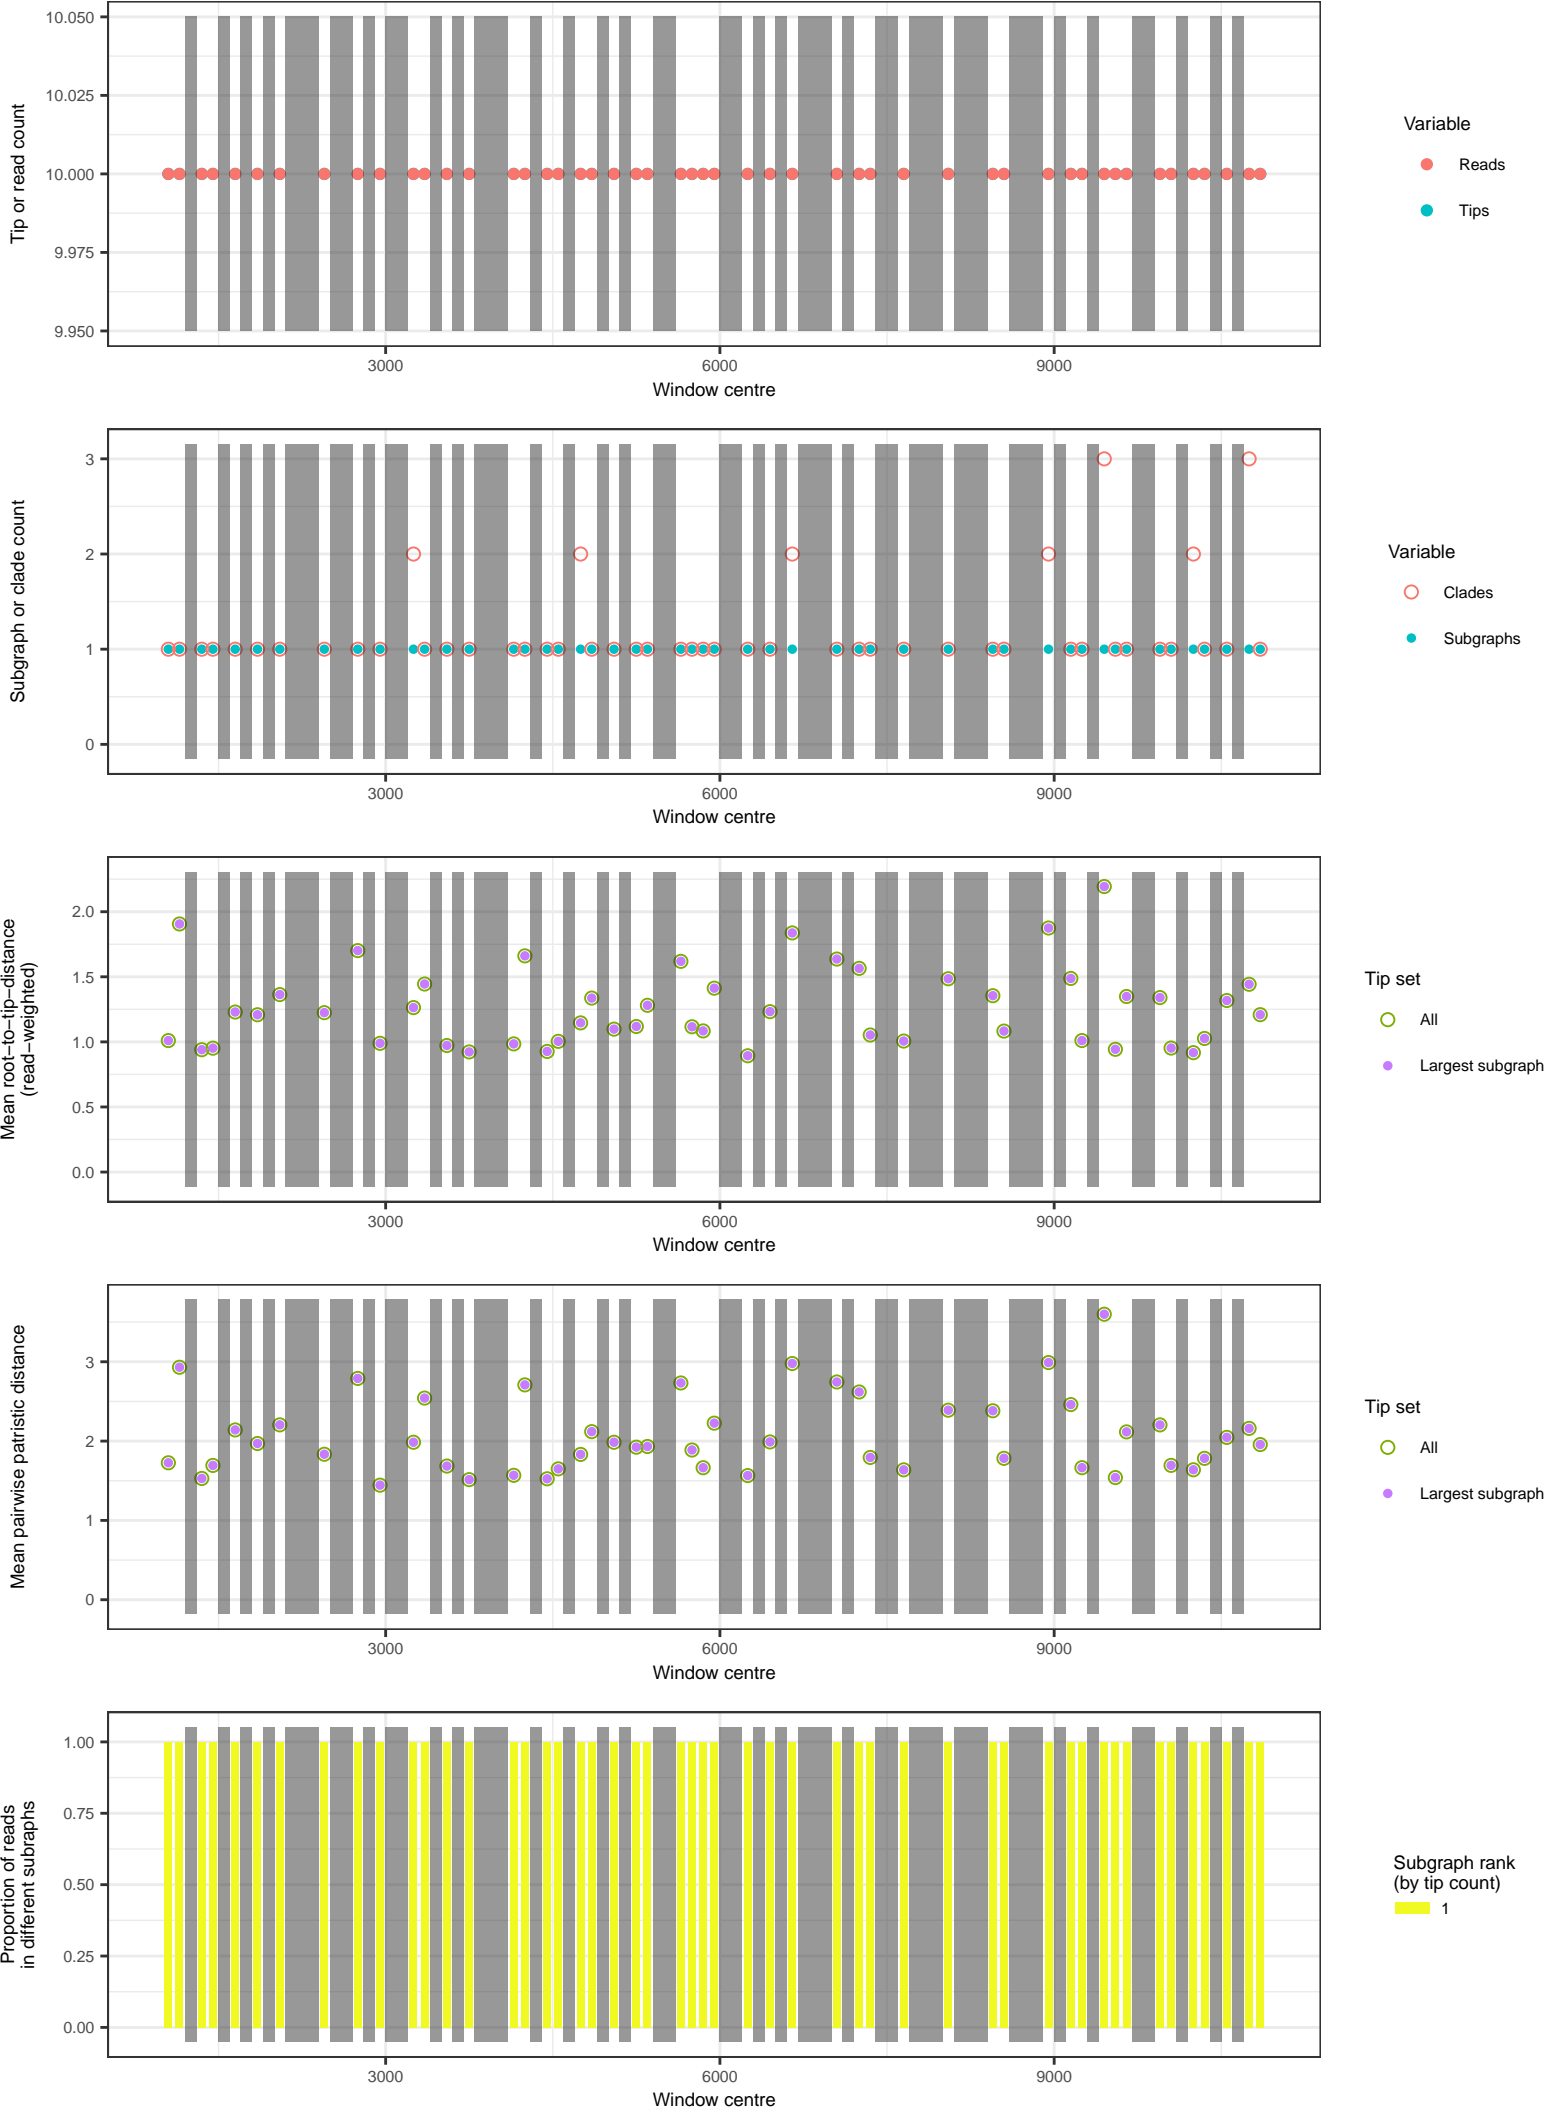 10.050
10.025
10.000
9.975
9.950
Tip or read count
3000
6000
9000
Window centre
Variable
Reads
Tips
3
2
1
0
Subgraph or clade count
3000
6000
9000
Window centre
Variable
Clades
Subgraphs
2.0
1.5
1.0
0.5
0.0
Mean root−to−tip−distance
(read−weighted)
3000
6000
9000
Window centre
Tip set
All
Largest subgraph
3
2
1
0
Mean pairwise patristic distance
3000
6000
9000
Window centre
Tip set
All
Largest subgraph
1.00
0.75
0.50
0.25
0.00
Proportion of reads
in different subraphs
3000
6000
9000
Window centre
Subgraph rank
(by tip count)
1